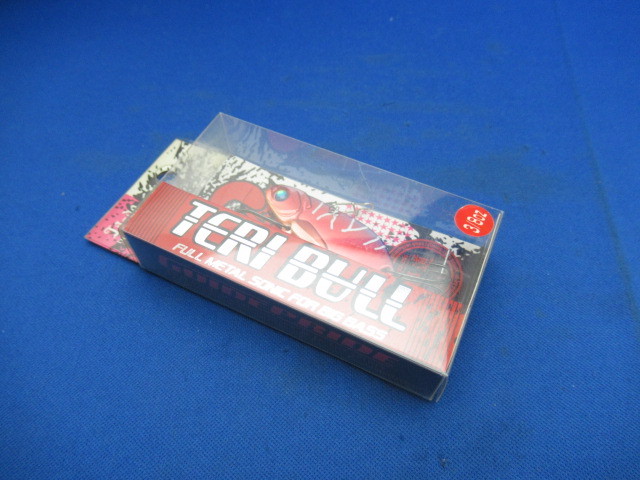 3/8oz
TERI BULL
FULL METAL SONIC FOR BIG BASS